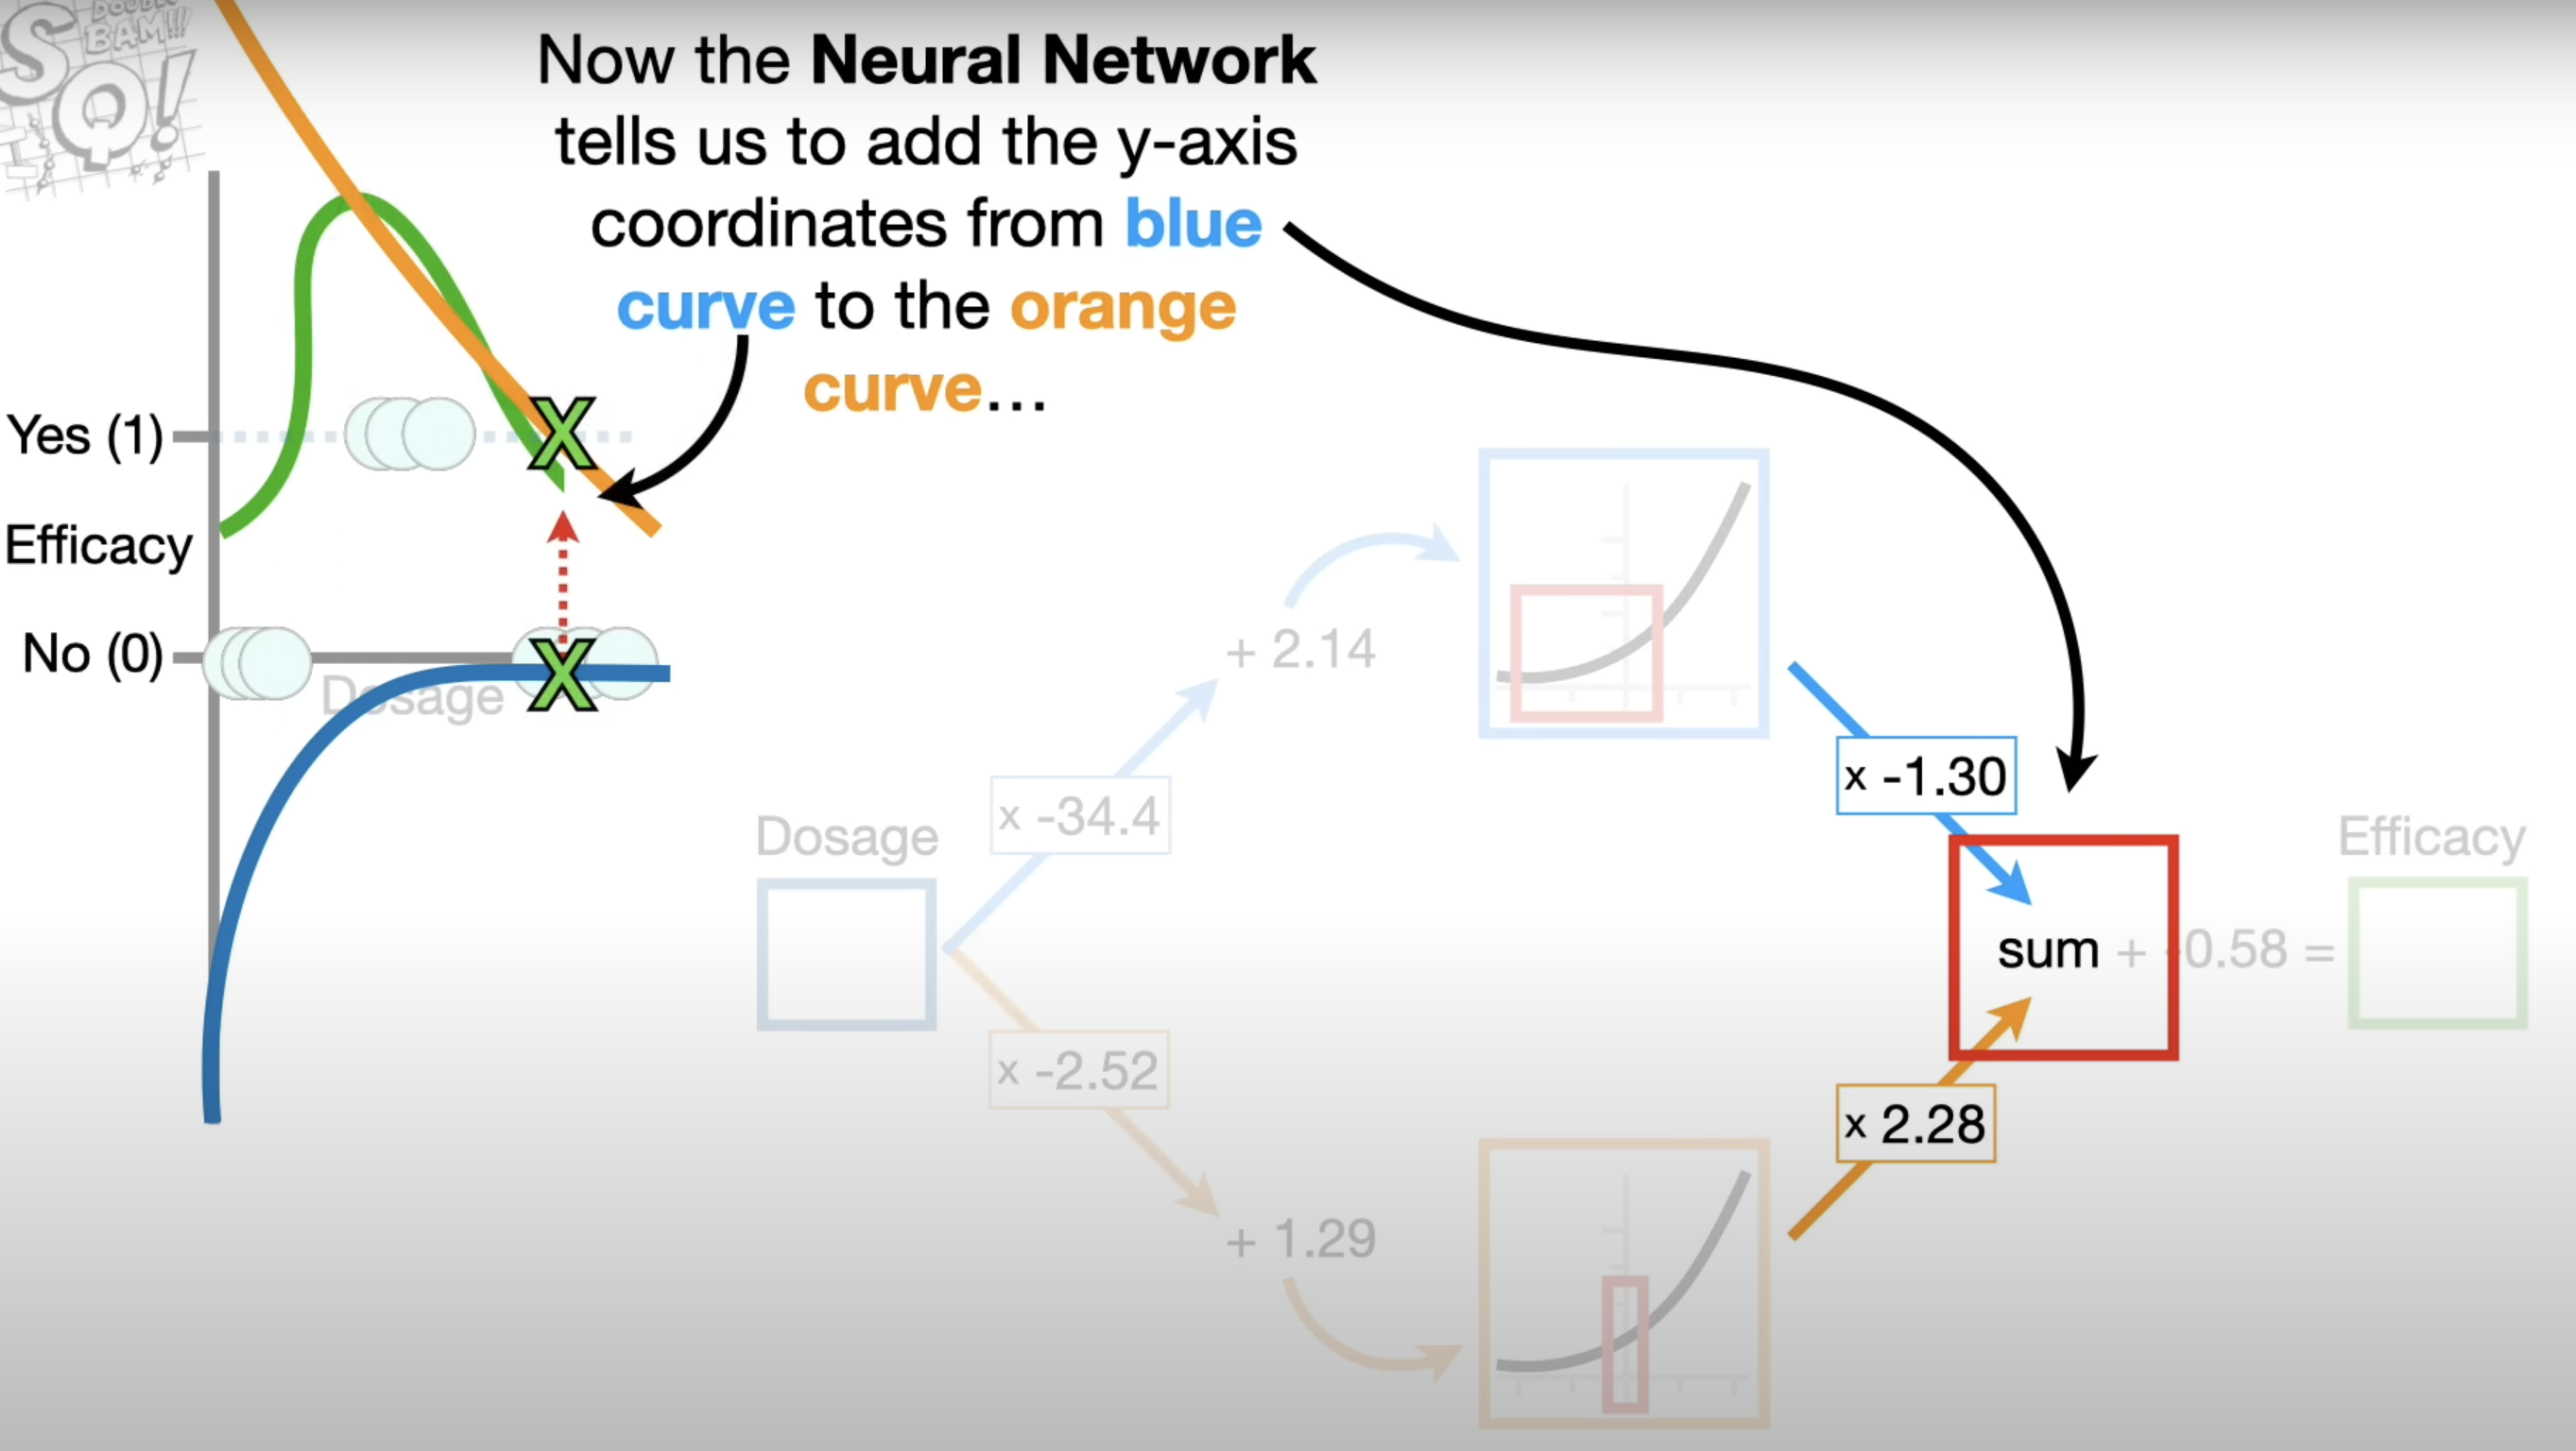 DOUBLE
BAM!!!
SQ!
Now the Neural Network
tells us to add the y-axis
coordinates from blue
curve to the orange
curve...
Yes (1)
Efficacy
No (0)
Dosage
X
X
+ 2.14
x -34.4
x -1.30
Dosage
Efficacy
sum + -0.58 =
x -2.52
x 2.28
+ 1.29